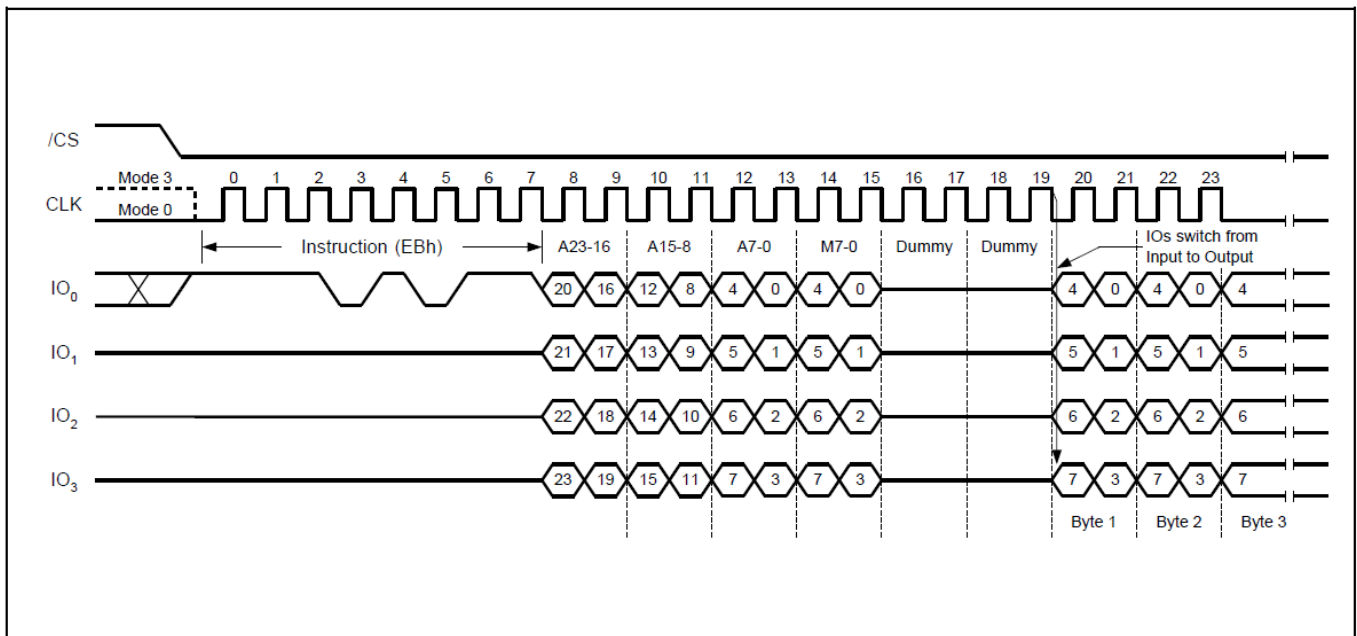 /CS
Mode 3 0 1 2 3 4 5 6 7 8 9 10 11 12 13 14 15 16 17 18 19 20 21 22 23
CLK
Mode 0
Instruction (EBh) A23-16 A15-8 A7-0 M7-0 Dummy Dummy IOs switch from
Input to Output
IO0 20 16 12 8 4 0 4 0 4 0 4 0 4
IO1 21 17 13 9 5 1 5 1 5 1 5 1 5
IO2 22 18 14 10 6 2 6 2 6 2 6 2 6
IO3 23 19 15 11 7 3 7 3 7 3 7 3 7
Byte 1 Byte 2 Byte 3